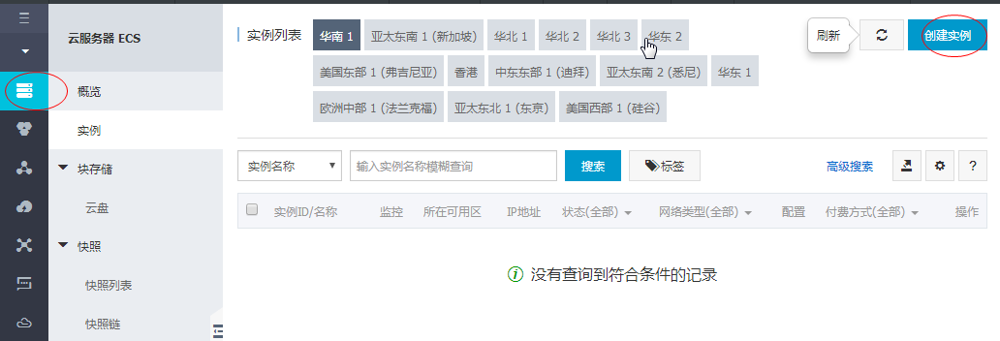 云服务器 ECS
概览
实例
块存储
云盘
快照
快照列表
快照链
实例列表 华南 1 亚太东南 1 (新加坡) 华北 1 华北 2 华北 3 华东 2 刷新 创建实例
美国东部 1 (弗吉尼亚) 香港 中东东部 1 (迪拜) 亚太东南 2 (悉尼) 华东 1
欧洲中部 1 (法兰克福) 亚太东北 1 (东京) 美国西部 1 (硅谷)
实例名称 输入实例名称模糊查询 搜索 标签 高级搜索 ?
实例ID/名称 监控 所在可用区 IP地址 状态(全部) 网络类型(全部) 配置 付费方式(全部) 操作
没有查询到符合条件的记录